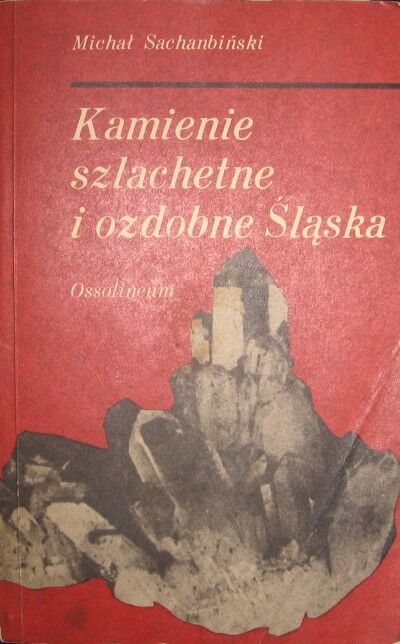 Michał Sachanbiński
Kamienie
szlachetne
i ozdobne Śląska
Ossolineum